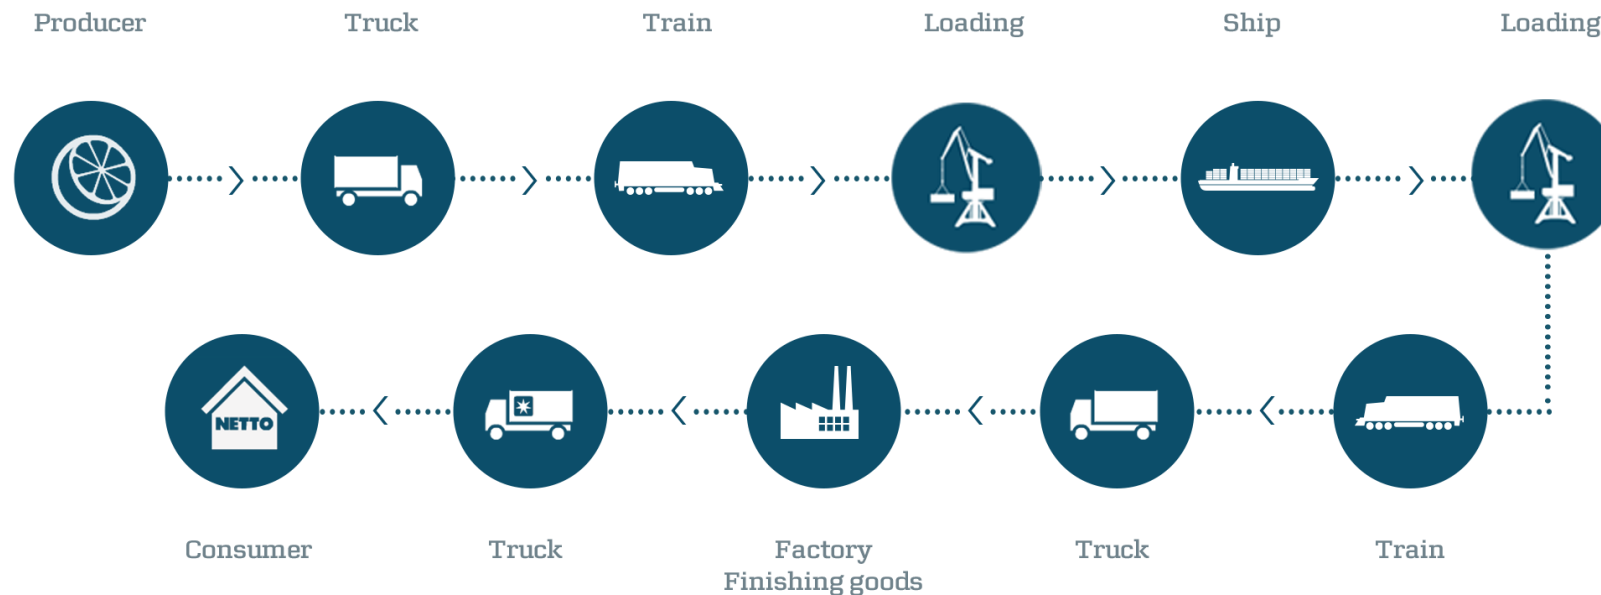 Producer
Truck
Train
Loading
Ship
Loading
NETTO
Consumer
Truck
Factory
Finishing goods
Truck
Train